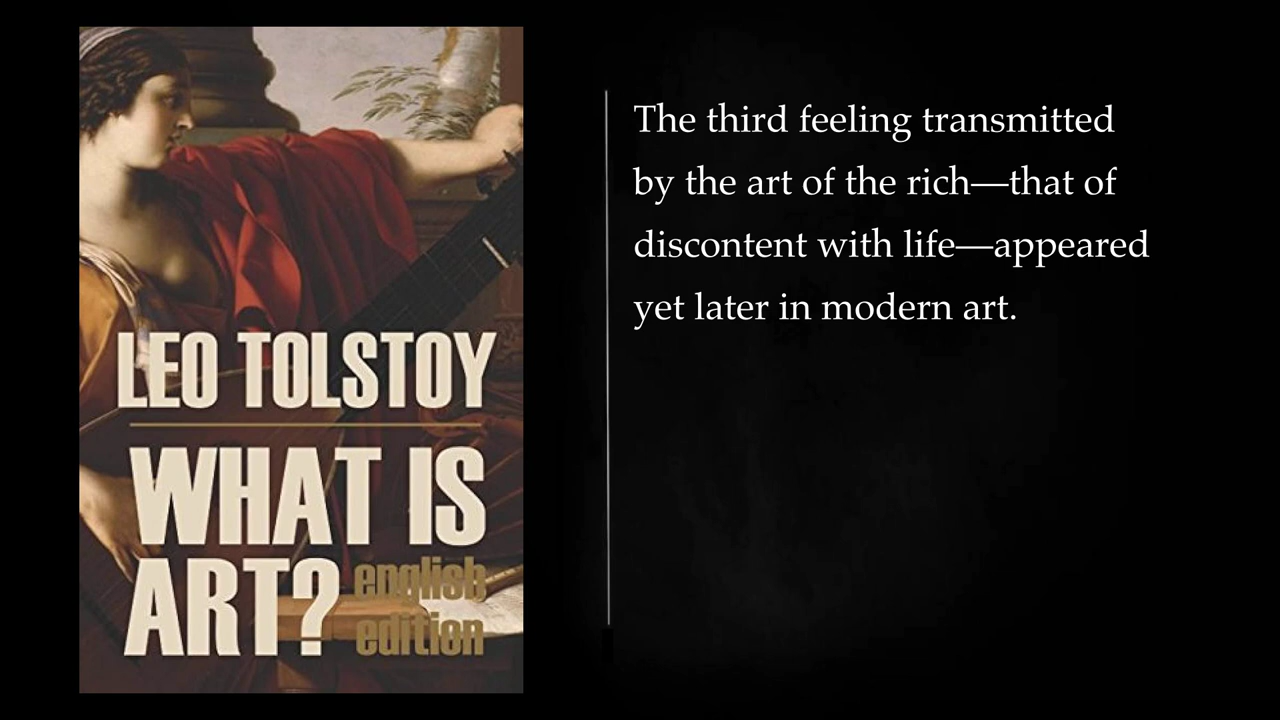 LEO TOLSTOY
WHAT IS
ART?
english
edition
The third feeling transmitted
by the art of the rich—that of
discontent with life—appeared
yet later in modern art.